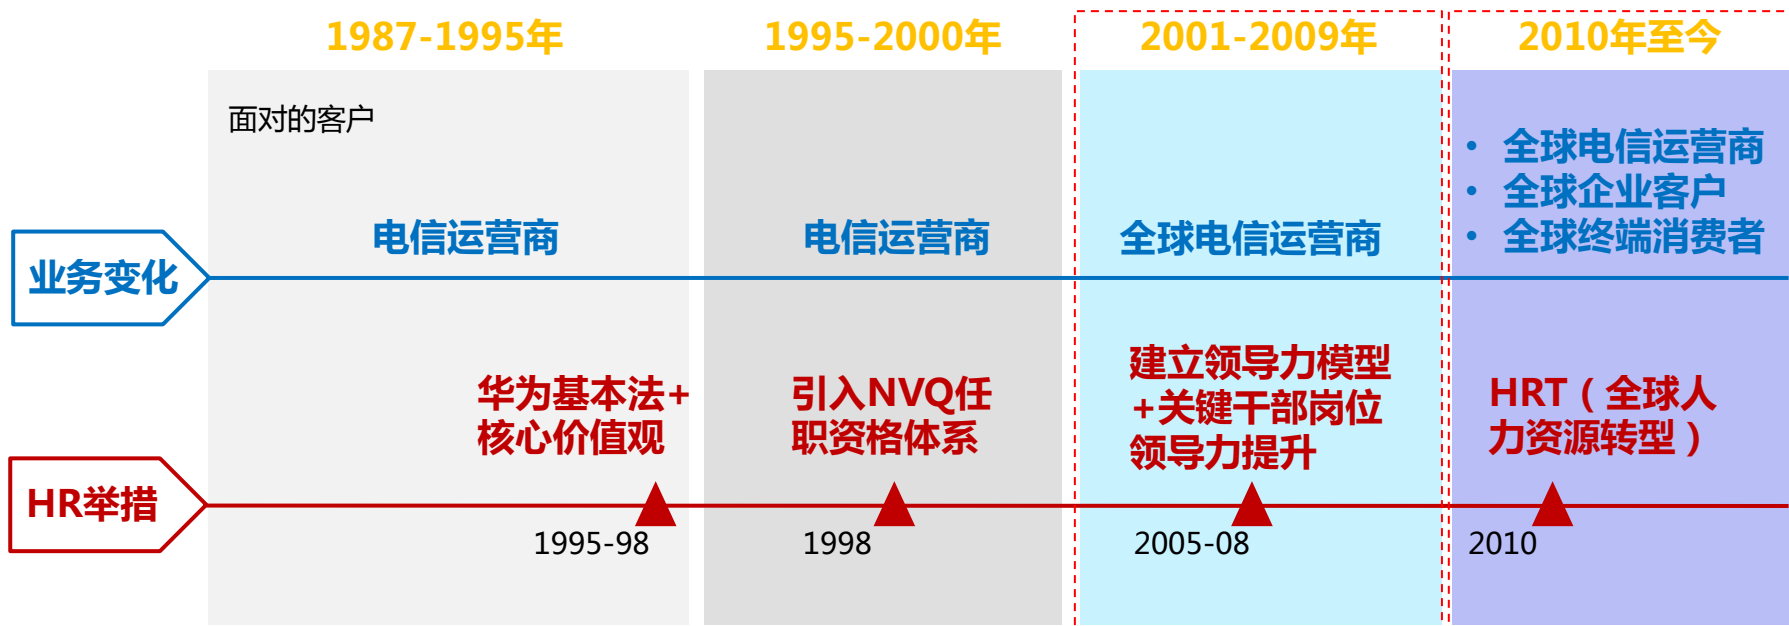 1987-1995年
1995-2000年
2001-2009年
2010年至今
面对的客户
业务变化
电信运营商
电信运营商
全球电信运营商
• 全球电信运营商
• 全球企业客户
• 全球终端消费者
HR举措
华为基本法+
核心价值观
引入NVQ任
职资格体系
建立领导力模型
+关键干部岗位
领导力提升
HRT（全球人
力资源转型）
1995-98
1998
2005-08
2010